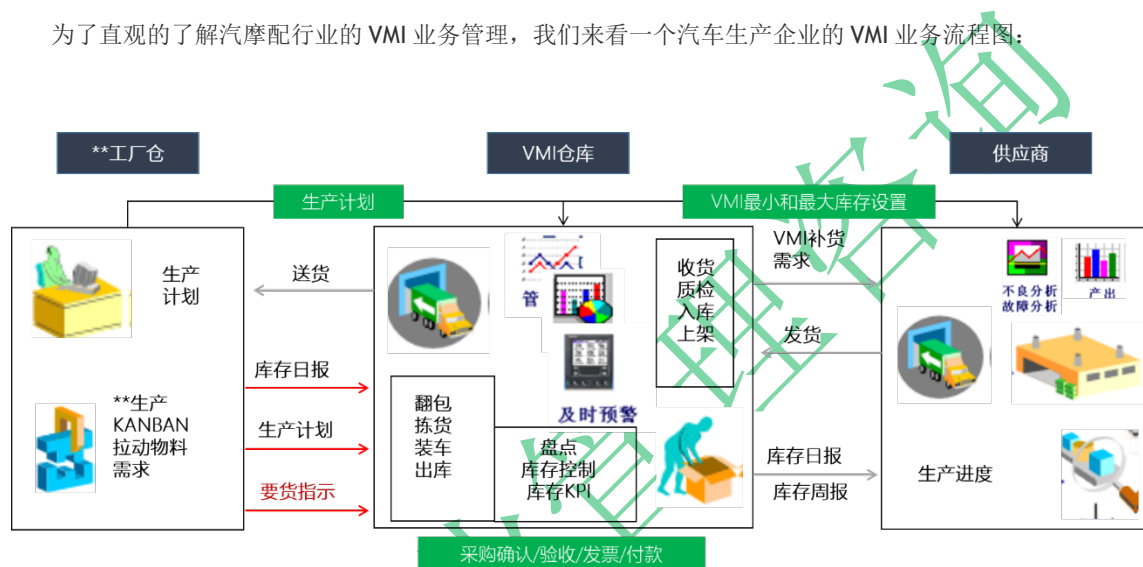 为了直观的了解汽摩配行业的 VMI 业务管理，我们来看一个汽车生产企业的 VMI 业务流程图：
**工厂仓
VMI仓库
供应商
生产计划
VMI最小和最大库存设置
生产
计划
送货
管
收货
质检
入库
上架
VMI补货
需求
不良分析
故障分析
产出
发货
库存日报
**生产
KANBAN
拉动物料
需求
生产计划
要货指示
翻包
拣货
装车
出库
及时预警
盘点
库存控制
库存KPI
库存日报
库存周报
生产进度
采购确认/验收/发票/付款
管理咨询